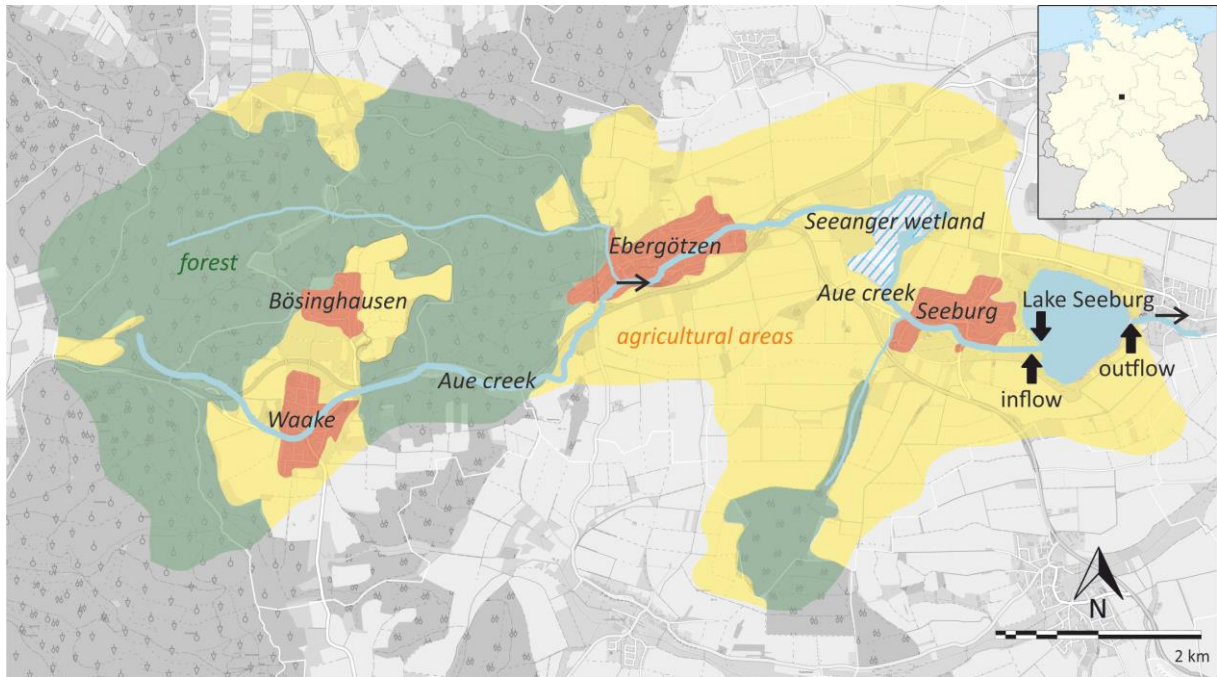 Seeanger wetland
Ebergötzen
forest
Bösinghausen
Aue creek
Seeburg
Lake Seeburg
agricultural areas
outflow
Aue creek
inflow
Waake
N
2 km